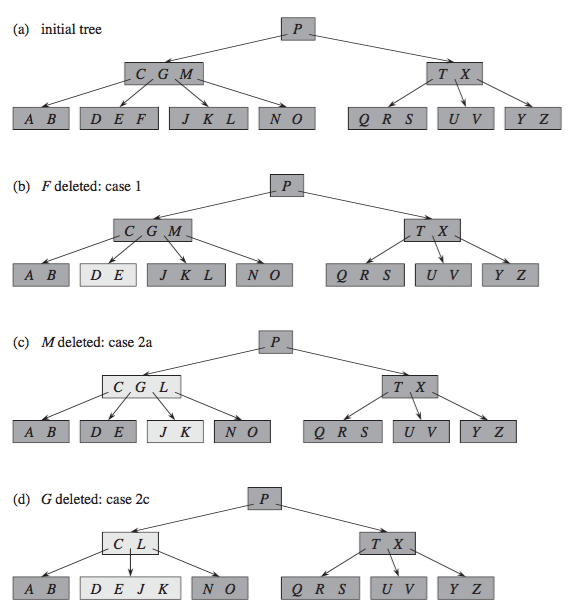 (a) initial tree
P
C G M T X
A B D E F J K L N O Q R S U V Y Z
(b) F deleted: case 1
P
C G M T X
A B D E J K L N O Q R S U V Y Z
(c) M deleted: case 2a
P
C G L T X
A B D E J K N O Q R S U V Y Z
(d) G deleted: case 2c
P
C L T X
A B D E J K N O Q R S U V Y Z